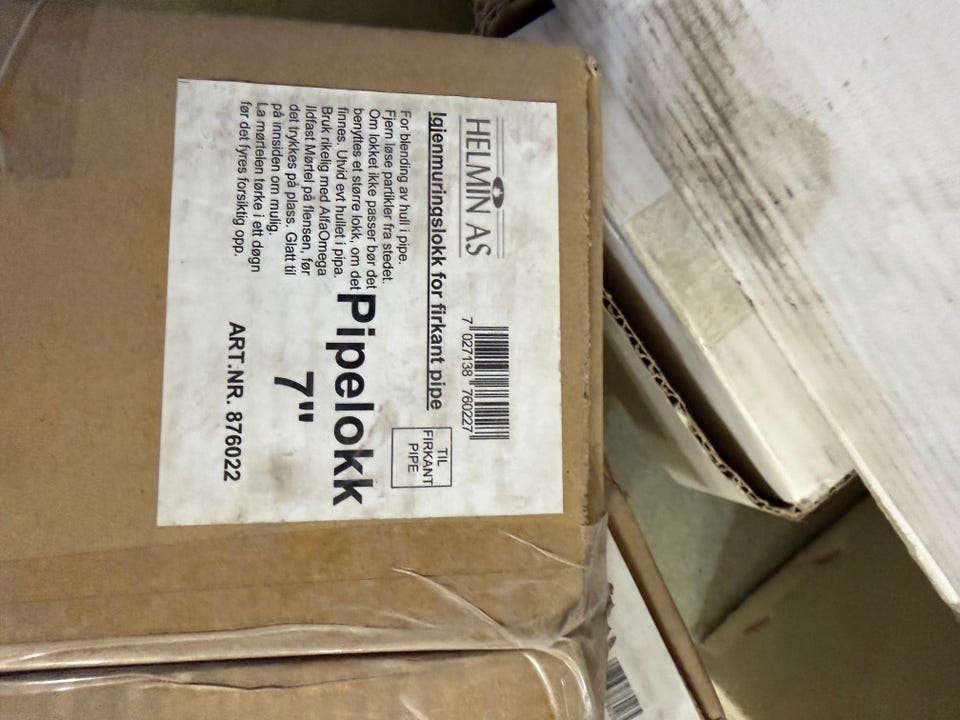 HELMIN AS
7 027138 760227
Igjenmuringslokk for firkant pipe
TIL
FIRKANT
PIPE
For blending av hull i pipe.
Fjern løse partikler fra stedet.
Om lokket ikke passer bør det
benyttes et større lokk, om det
finnes. Utvid evt hullet i pipa.
Bruk rikelig med AlfaOmega
Ildfast Mørtel på flensen, før
det trykkes på plass. Glatt til
på innsiden om mulig.
La mørtelen tørke i ett døgn
før det fyres forsiktig opp.
Pipelokk
7"
ART.NR. 876022